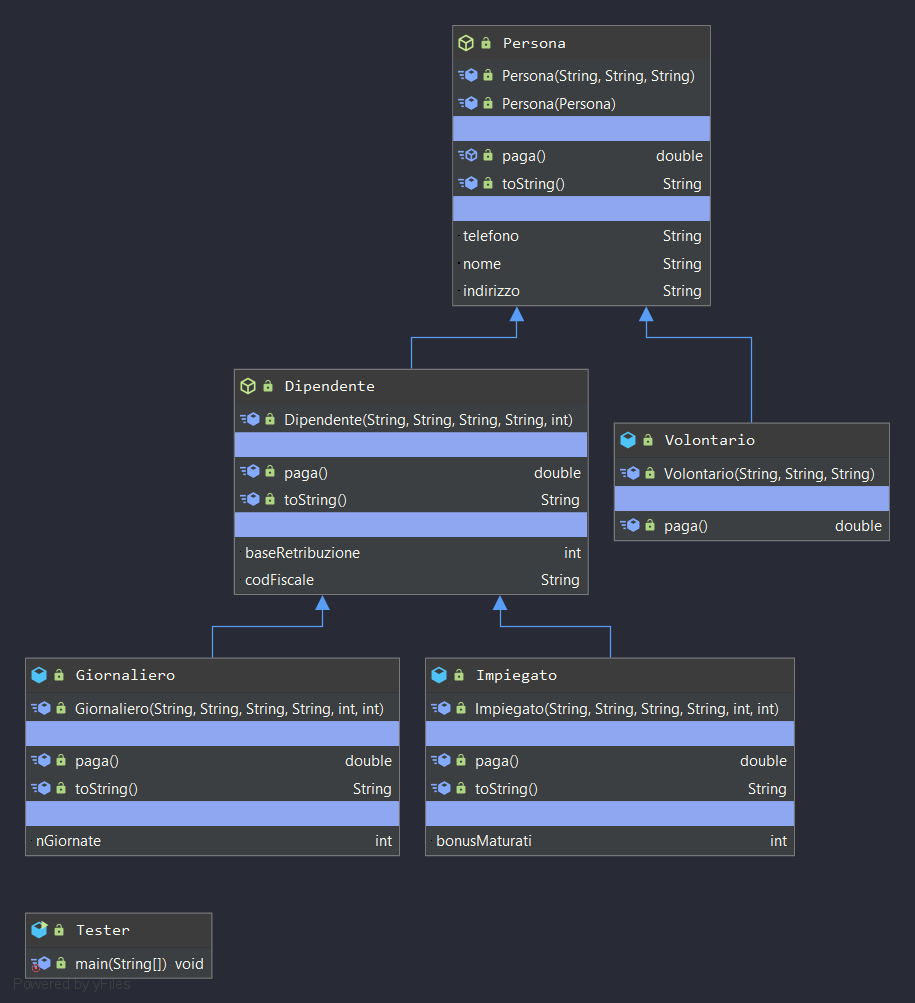 Persona
Persona(String, String, String)
Persona(Persona)
paga() double
toString() String
telefono String
nome String
indirizzo String
Dipendente
Dipendente(String, String, String, String, int)
paga() double
toString() String
baseRetribuzione int
codFiscale String
Volontario
Volontario(String, String, String)
paga() double
Giornaliero
Giornaliero(String, String, String, String, int, int)
paga() double
toString() String
nGiornate int
Impiegato
Impiegato(String, String, String, String, int, int)
paga() double
toString() String
bonusMaturati int
Tester
main(String[]) void
Powered by yFiles